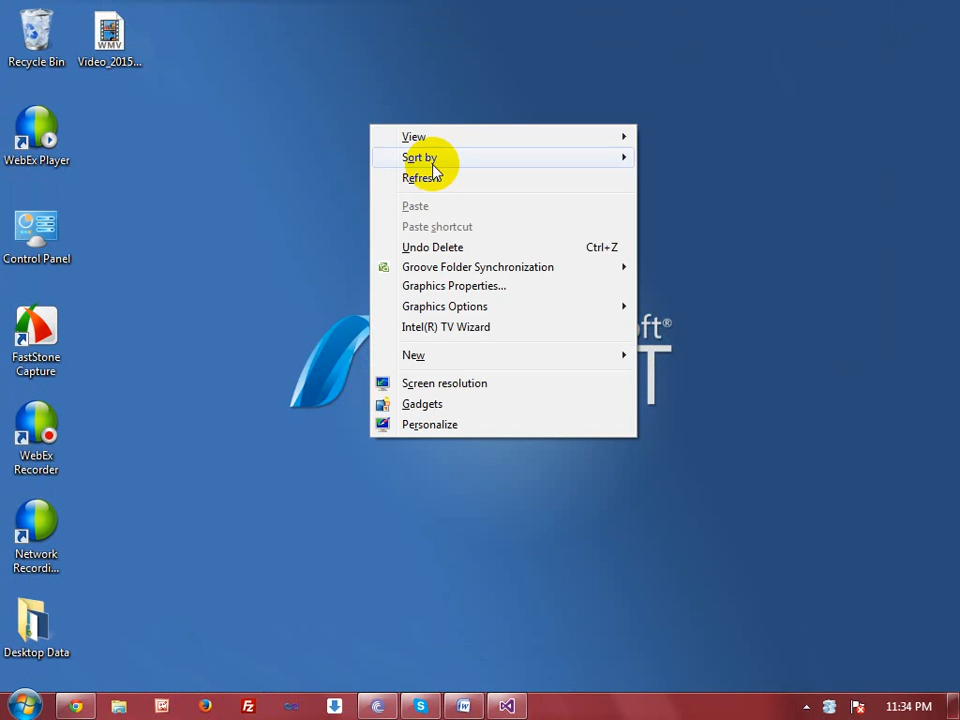 Recycle Bin
Video_2015...
WMV
WebEx Player
Control Panel
FastStone
Capture
WebEx
Recorder
Network
Recordi...
Desktop Data
View
Sort by
Refresh
Paste
Paste shortcut
Undo Delete Ctrl+Z
Groove Folder Synchronization
Graphics Properties...
Graphics Options
Intel(R) TV Wizard
New
Screen resolution
Gadgets
Personalize
oft®
T
11:34 PM